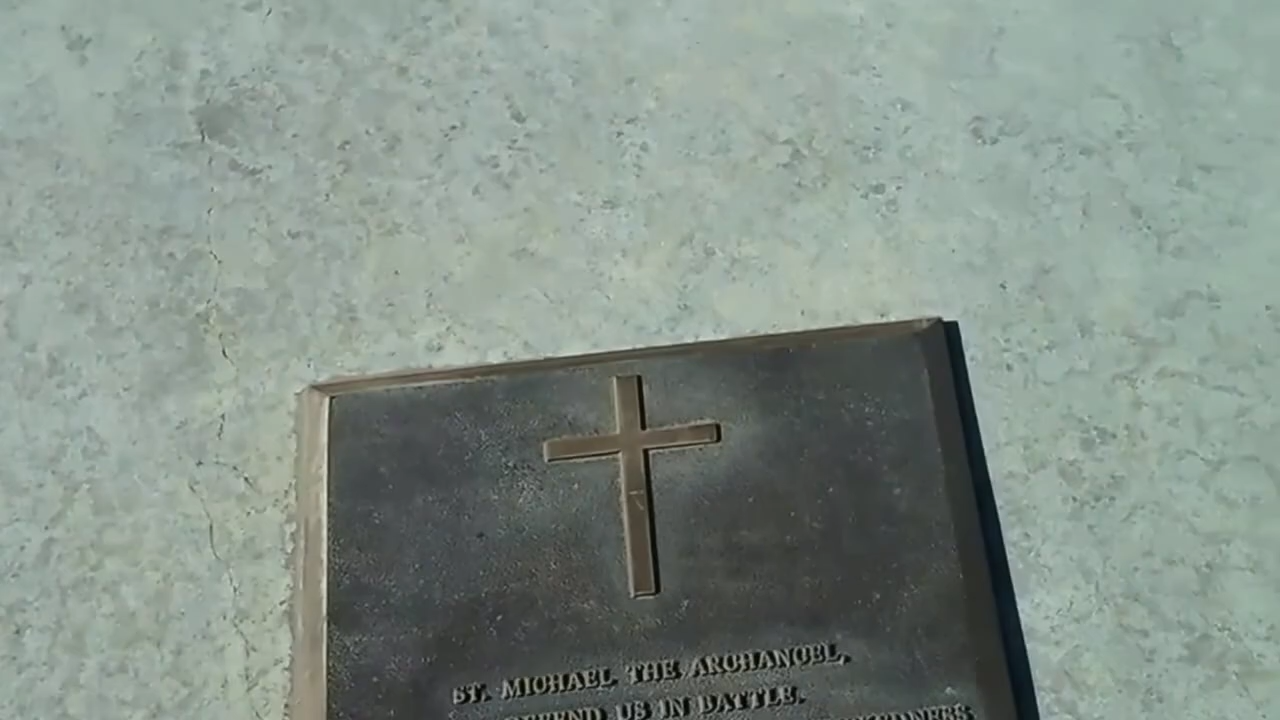 ST. MICHAEL THE ARCHANGEL,
DEFEND US IN BATTLE.